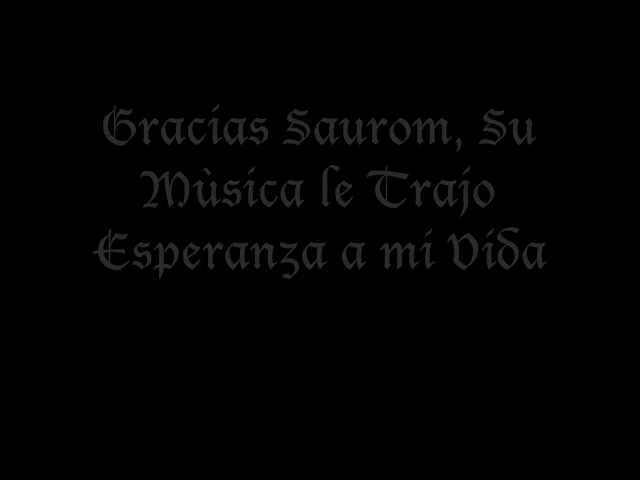 Gracias Saurom, Su
Mùsica le Trajo
Esperanza a mi Vida